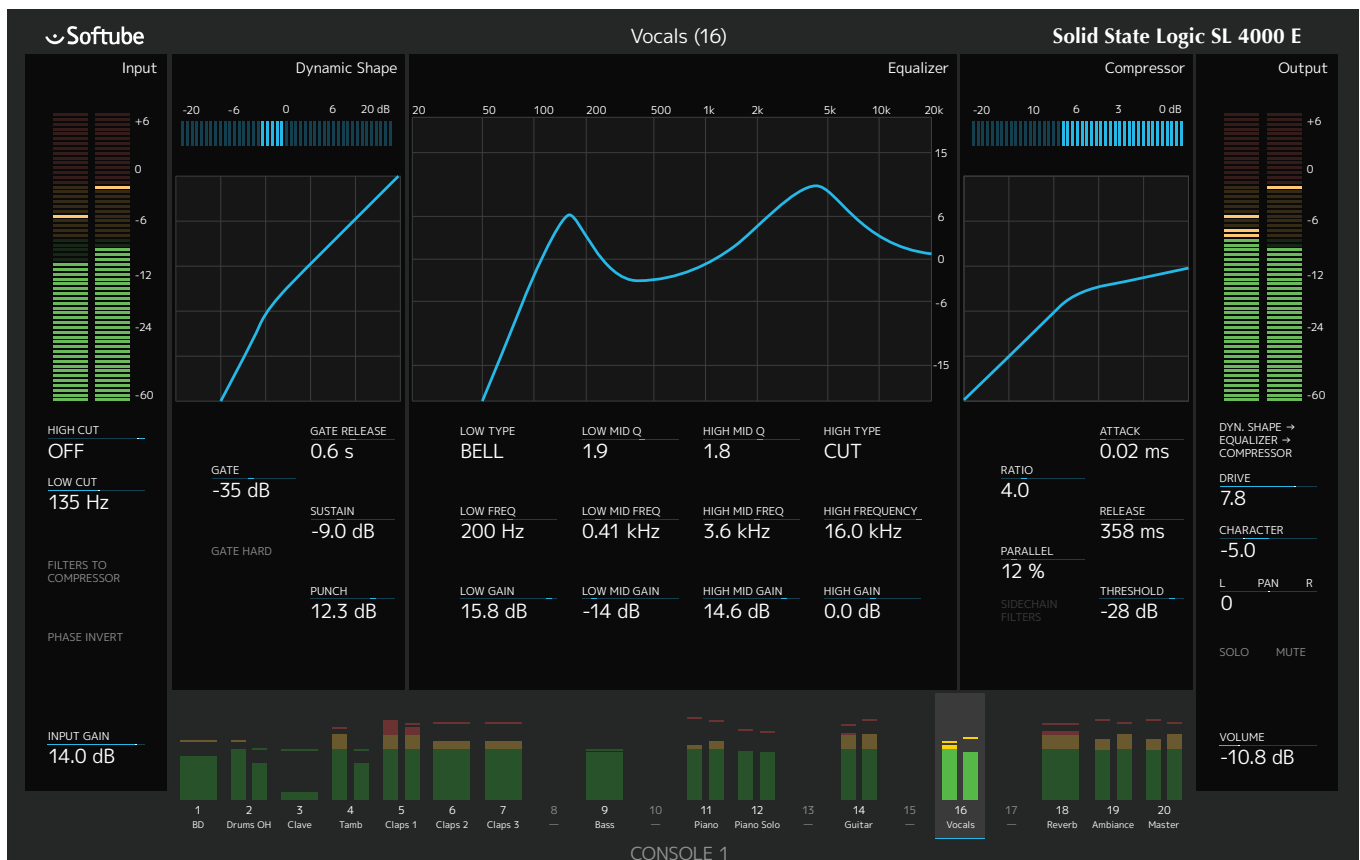 Softube
Vocals (16)
Solid State Logic SL 4000 E
Input
+6
0
-6
-12
-24
-60
HIGH CUT
OFF
LOW CUT
135 Hz
FILTERS TO
COMPRESSOR
PHASE INVERT
INPUT GAIN
14.0 dB
Dynamic Shape
-20 -6 0 6 20 dB
GATE RELEASE
0.6 s
GATE
-35 dB
SUSTAIN
-9.0 dB
GATE HARD
PUNCH
12.3 dB
Equalizer
20 50 100 200 500 1k 2k 5k 10k 20k
15
6
0
-6
-15
LOW TYPE LOW MID Q HIGH MID Q HIGH TYPE
BELL 1.9 1.8 CUT
LOW FREQ LOW MID FREQ HIGH MID FREQ HIGH FREQUENCY
200 Hz 0.41 kHz 3.6 kHz 16.0 kHz
LOW GAIN LOW MID GAIN HIGH MID GAIN HIGH GAIN
15.8 dB -14 dB 14.6 dB 0.0 dB
Compressor
-20 10 6 3 0 dB
ATTACK
0.02 ms
RATIO
4.0
RELEASE
358 ms
PARALLEL
12 %
THRESHOLD
-28 dB
SIDECHAIN
FILTERS
Output
+6
0
-6
-12
-24
-60
DYN. SHAPE →
EQUALIZER →
COMPRESSOR
DRIVE
7.8
CHARACTER
-5.0
L PAN R
0
SOLO MUTE
VOLUME
-10.8 dB
1 2 3 4 5 6 7 8 9 10 11 12 13 14 15 16 17 18 19 20
BD Drums OH Clave Tamb Claps 1 Claps 2 Claps 3 — Bass — Piano Piano Solo — Guitar — Vocals — Reverb Ambiance Master
CONSOLE 1